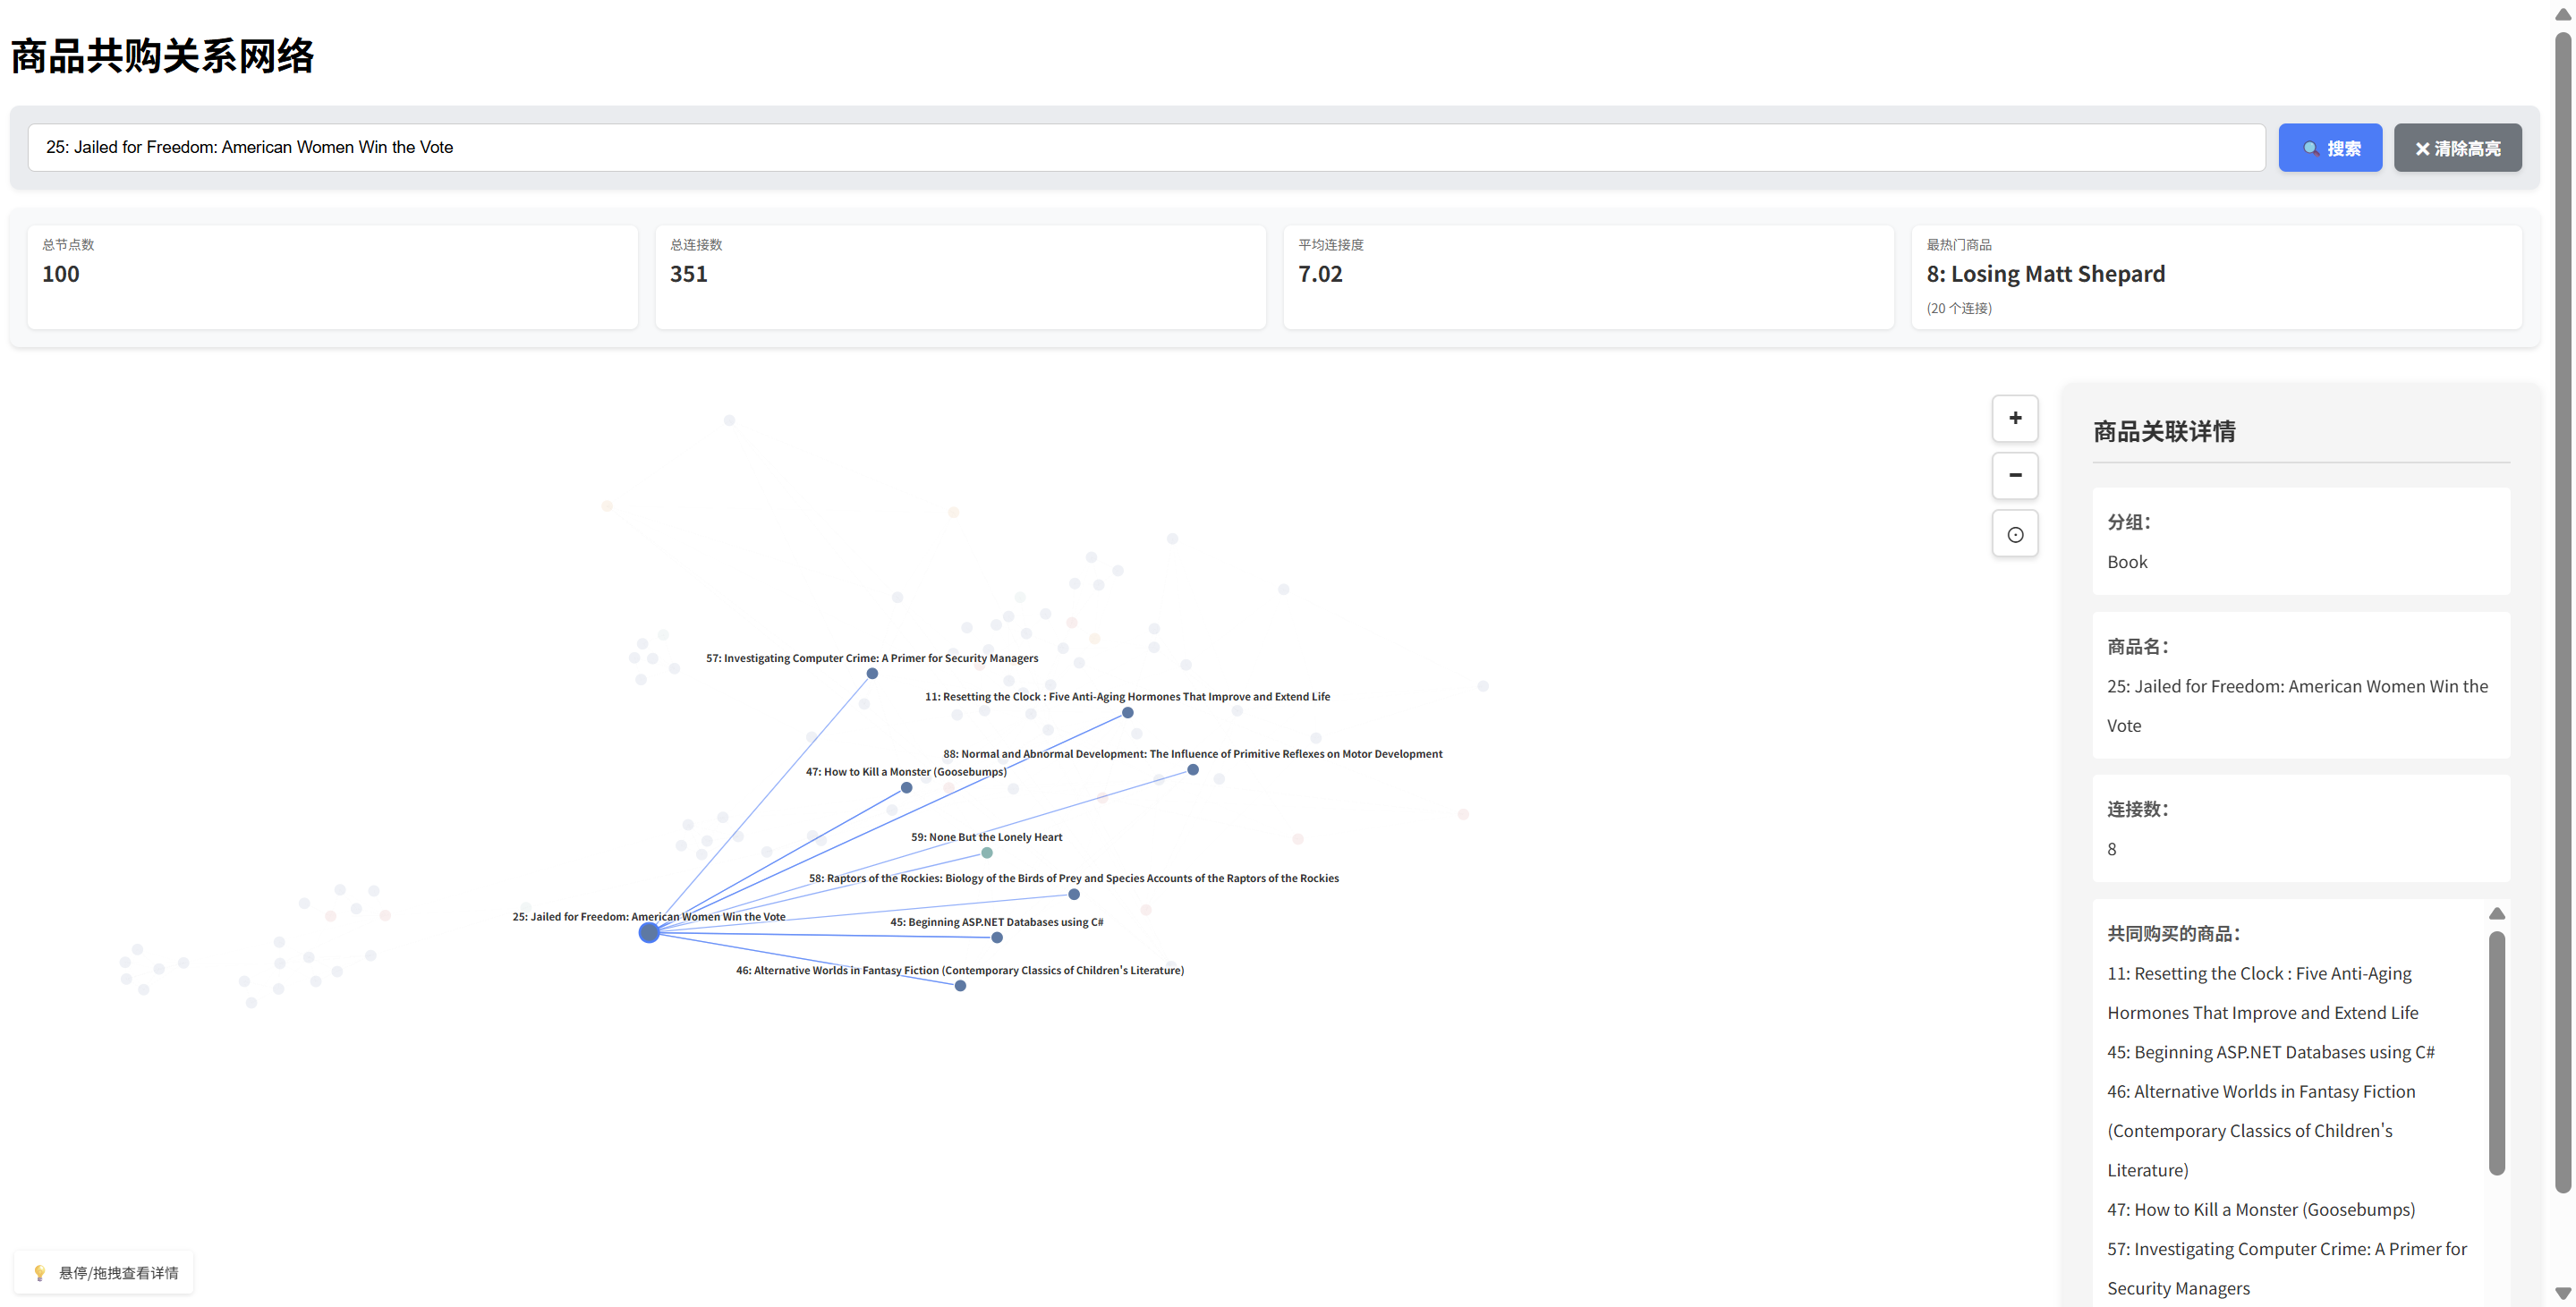 商品共购关系网络
25: Jailed for Freedom: American Women Win the Vote
🔍 搜索
✕ 清除高亮
总节点数
100
总连接数
351
平均连接度
7.02
最热门商品
8: Losing Matt Shepard
(20 个连接)
+
−
57: Investigating Computer Crime: A Primer for Security Managers
11: Resetting the Clock : Five Anti-Aging Hormones That Improve and Extend Life
88: Normal and Abnormal Development: The Influence of Primitive Reflexes on Motor Development
47: How to Kill a Monster (Goosebumps)
59: None But the Lonely Heart
58: Raptors of the Rockies: Biology of the Birds of Prey and Species Accounts of the Raptors of the Rockies
25: Jailed for Freedom: American Women Win the Vote
45: Beginning ASP.NET Databases using C#
46: Alternative Worlds in Fantasy Fiction (Contemporary Classics of Children's Literature)
💡 悬停/拖拽查看详情
商品关联详情
分组：
Book
商品名：
25: Jailed for Freedom: American Women Win the
Vote
连接数：
8
共同购买的商品：
11: Resetting the Clock : Five Anti-Aging
Hormones That Improve and Extend Life
45: Beginning ASP.NET Databases using C#
46: Alternative Worlds in Fantasy Fiction
(Contemporary Classics of Children's
Literature)
47: How to Kill a Monster (Goosebumps)
57: Investigating Computer Crime: A Primer for
Security Managers